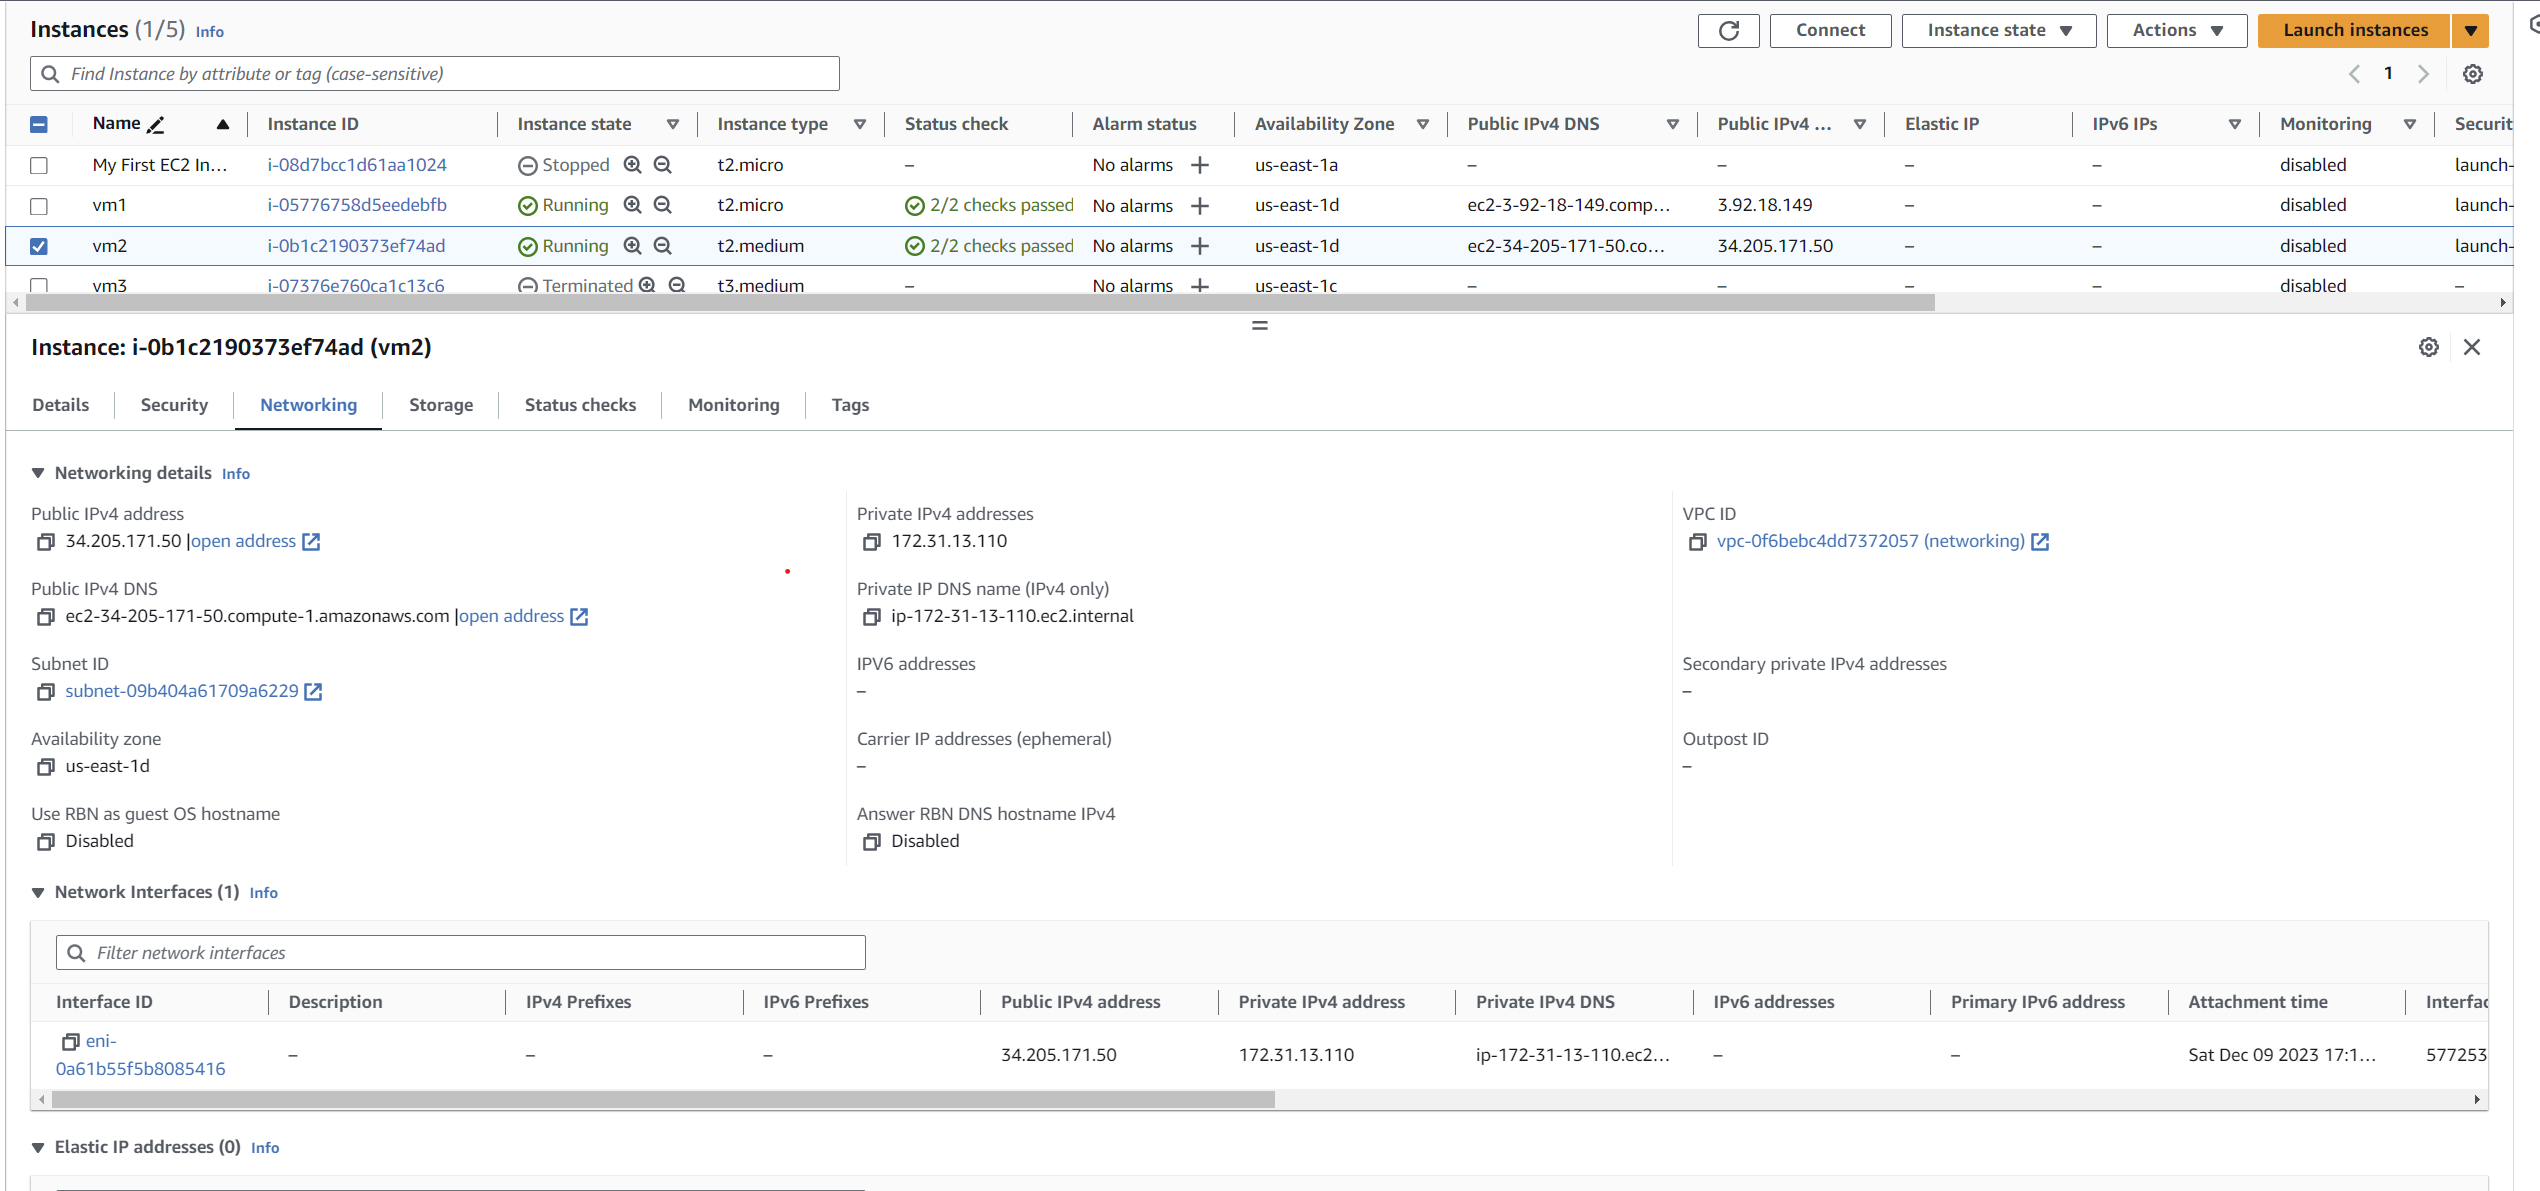 Instances (1/5) Info
Connect
Instance state
Actions
Launch instances
Find Instance by attribute or tag (case-sensitive)
1
Name Instance ID Instance state Instance type Status check Alarm status Availability Zone Public IPv4 DNS Public IPv4 ... Elastic IP IPv6 IPs Monitoring Securit
My First EC2 In... i-08d7bcc1d61aa1024 Stopped t2.micro – No alarms us-east-1a – – – – disabled launch-
vm1 i-05776758d5eedebfb Running t2.micro 2/2 checks passed No alarms us-east-1d ec2-3-92-18-149.comp... 3.92.18.149 – – disabled launch-
vm2 i-0b1c2190373ef74ad Running t2.medium 2/2 checks passed No alarms us-east-1d ec2-34-205-171-50.co... 34.205.171.50 – – disabled launch-
vm3 i-07376e760ca1c13c6 Terminated t3.medium – No alarms us-east-1c – – – – disabled –
Instance: i-0b1c2190373ef74ad (vm2)
Details Security Networking Storage Status checks Monitoring Tags
Networking details Info
Public IPv4 address Private IPv4 addresses VPC ID
34.205.171.50 |open address 172.31.13.110 vpc-0f6bebc4dd7372057 (networking)
Public IPv4 DNS Private IP DNS name (IPv4 only)
ec2-34-205-171-50.compute-1.amazonaws.com |open address ip-172-31-13-110.ec2.internal
Subnet ID IPV6 addresses Secondary private IPv4 addresses
subnet-09b404a61709a6229 – –
Availability zone Carrier IP addresses (ephemeral) Outpost ID
us-east-1d – –
Use RBN as guest OS hostname Answer RBN DNS hostname IPv4
Disabled Disabled
Network Interfaces (1) Info
Filter network interfaces
Interface ID Description IPv4 Prefixes IPv6 Prefixes Public IPv4 address Private IPv4 address Private IPv4 DNS IPv6 addresses Primary IPv6 address Attachment time Interfac
eni-
0a61b55f5b8085416 – – – 34.205.171.50 172.31.13.110 ip-172-31-13-110.ec2... – – Sat Dec 09 2023 17:1... 577253
Elastic IP addresses (0) Info